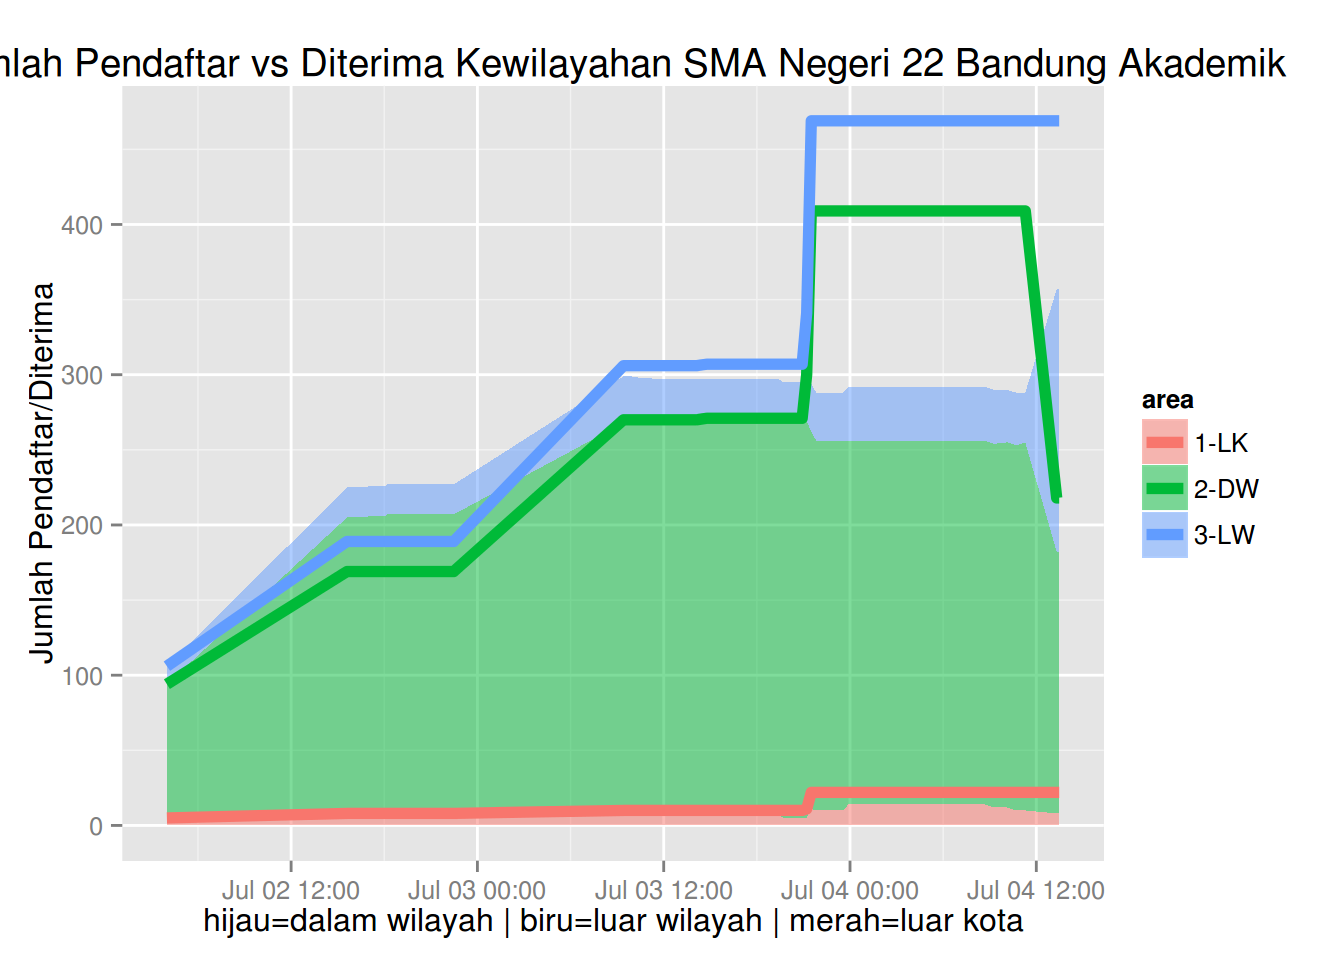 mlah Pendaftar vs Diterima Kewilayahan SMA Negeri 22 Bandung Akademik
Jumlah Pendaftar/Diterima
400
300
200
100
0
Jul 02 12:00
Jul 03 00:00
Jul 03 12:00
Jul 04 00:00
Jul 04 12:00
hijau=dalam wilayah | biru=luar wilayah | merah=luar kota
area
1-LK
2-DW
3-LW